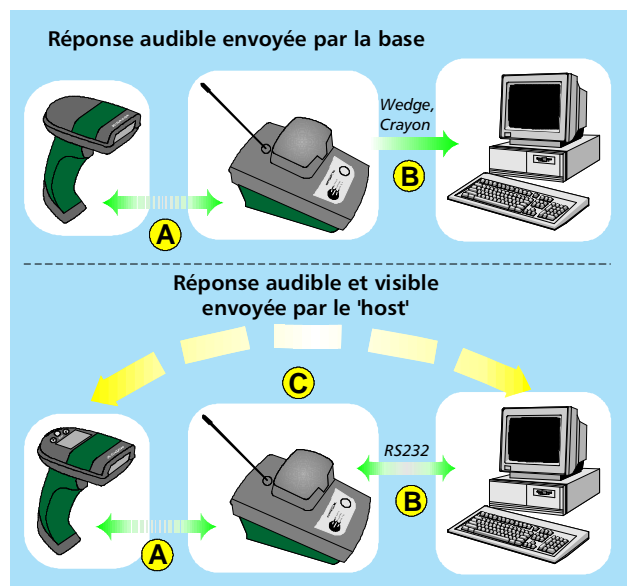 Réponse audible envoyée par la base
Wedge,
Crayon
B
A
Réponse audible et visible
envoyée par le 'host'
C
RS232
B
A